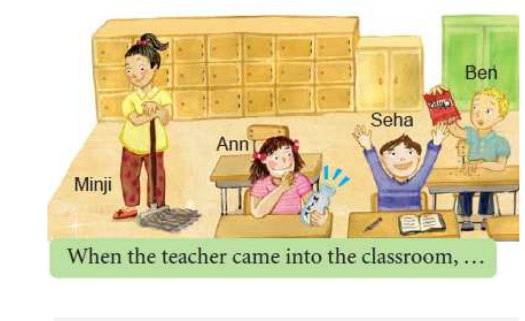 Ben
Seha
Ann
Minji
When the teacher came into the classroom, …